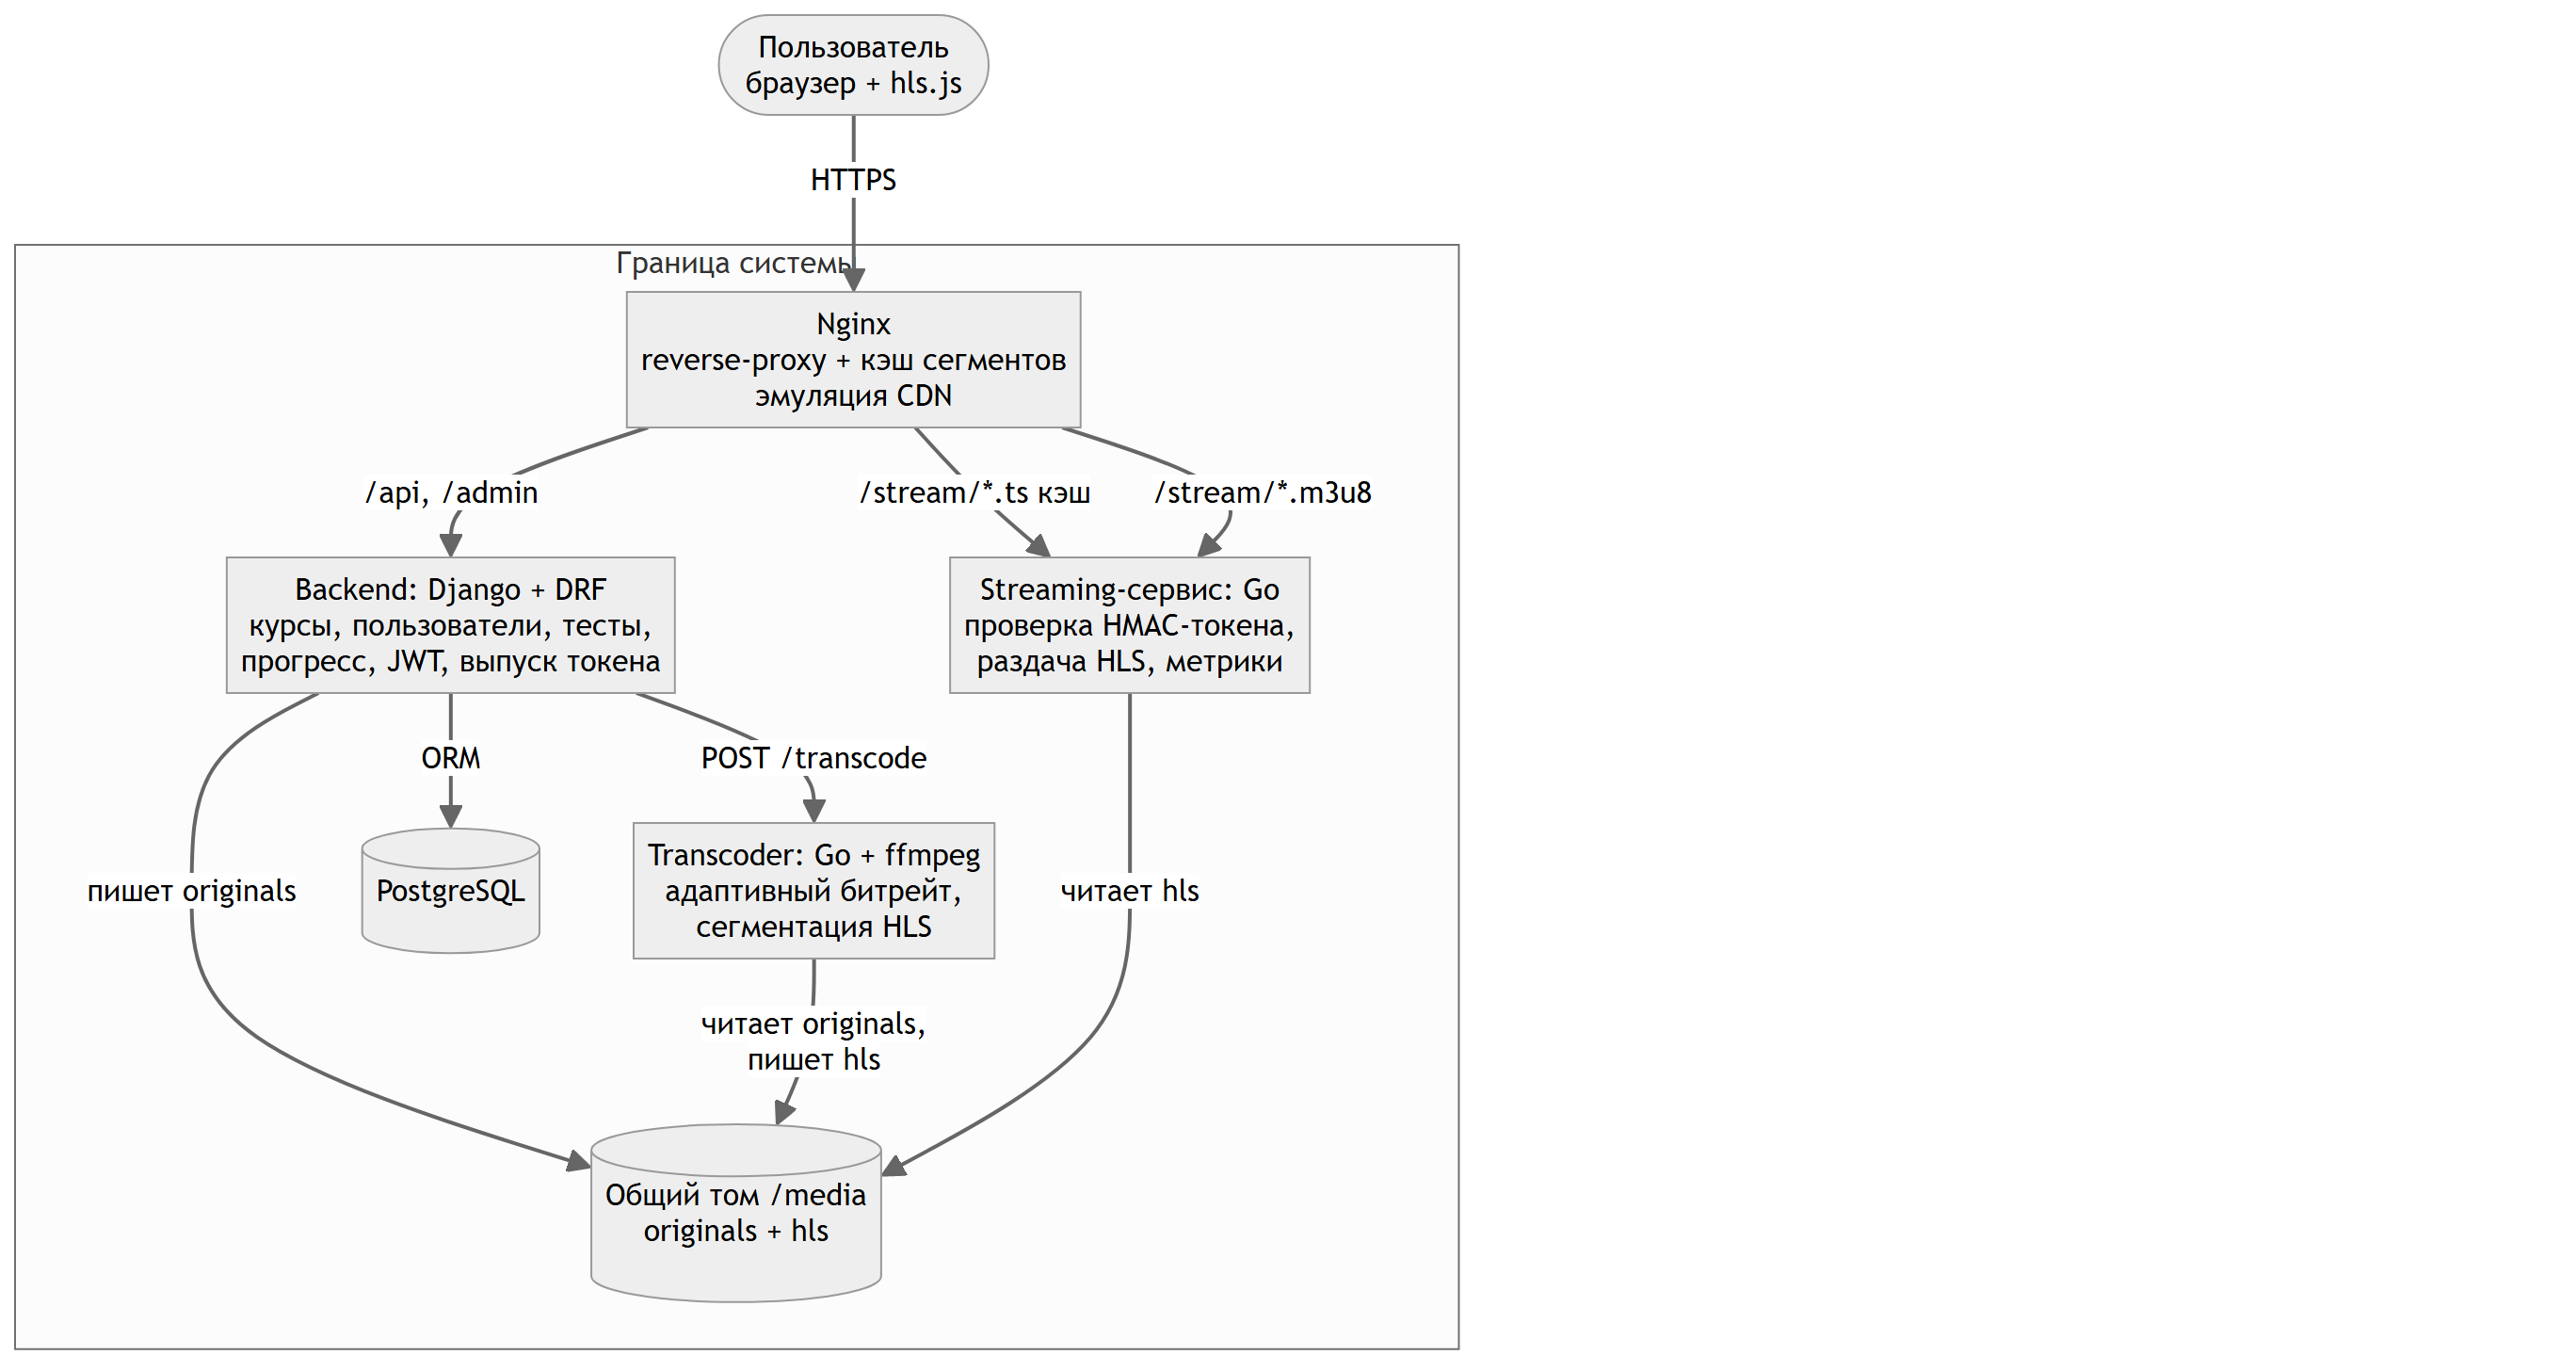 Пользователь
браузер + hls.js
HTTPS
Граница системы
Nginx
reverse-proxy + кэш сегментов
эмуляция CDN
/api, /admin
/stream/*.ts кэш
/stream/*.m3u8
Backend: Django + DRF
курсы, пользователи, тесты,
прогресс, JWT, выпуск токена
Streaming-сервис: Go
проверка HMAC-токена,
раздача HLS, метрики
ORM
POST /transcode
пишет originals
PostgreSQL
Transcoder: Go + ffmpeg
адаптивный битрейт,
сегментация HLS
читает hls
читает originals,
пишет hls
Общий том /media
originals + hls